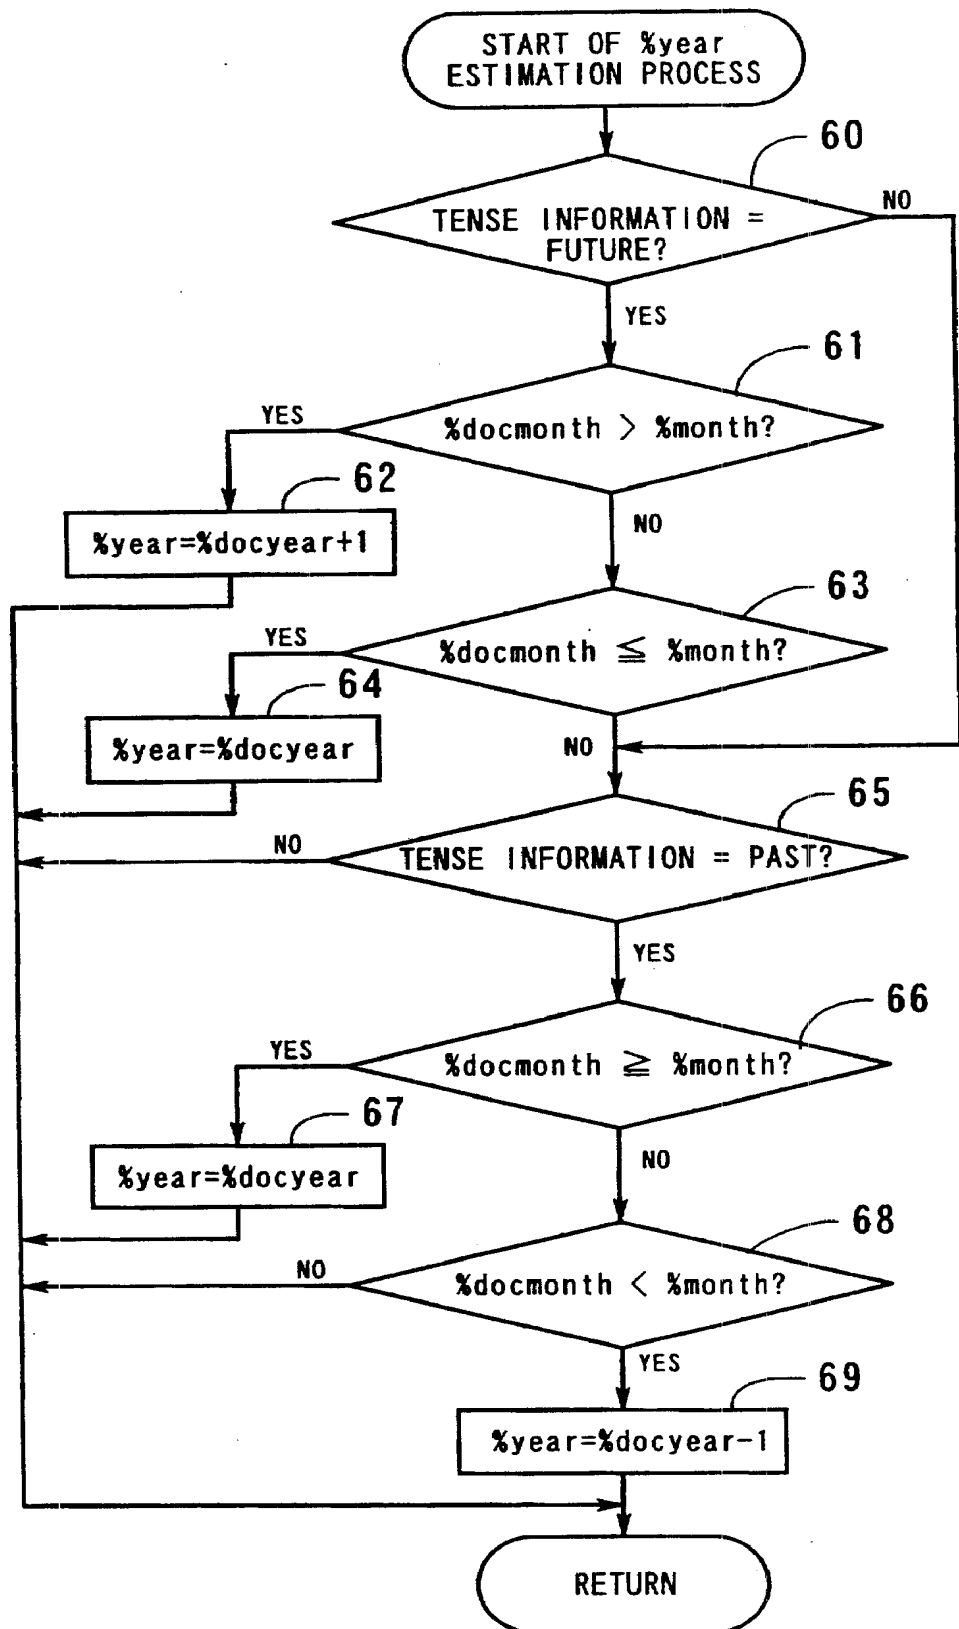 START OF %year
ESTIMATION PROCESS
60
NO
TENSE INFORMATION =
FUTURE?
YES
61
YES
%docmonth > %month?
62
NO
%year=%docyear+1
63
YES
%docmonth ≦ %month?
64
%year=%docyear
NO
65
NO
TENSE INFORMATION = PAST?
YES
66
YES
%docmonth ≧ %month?
67
NO
%year=%docyear
68
NO
%docmonth < %month?
YES
69
%year=%docyear-1
RETURN